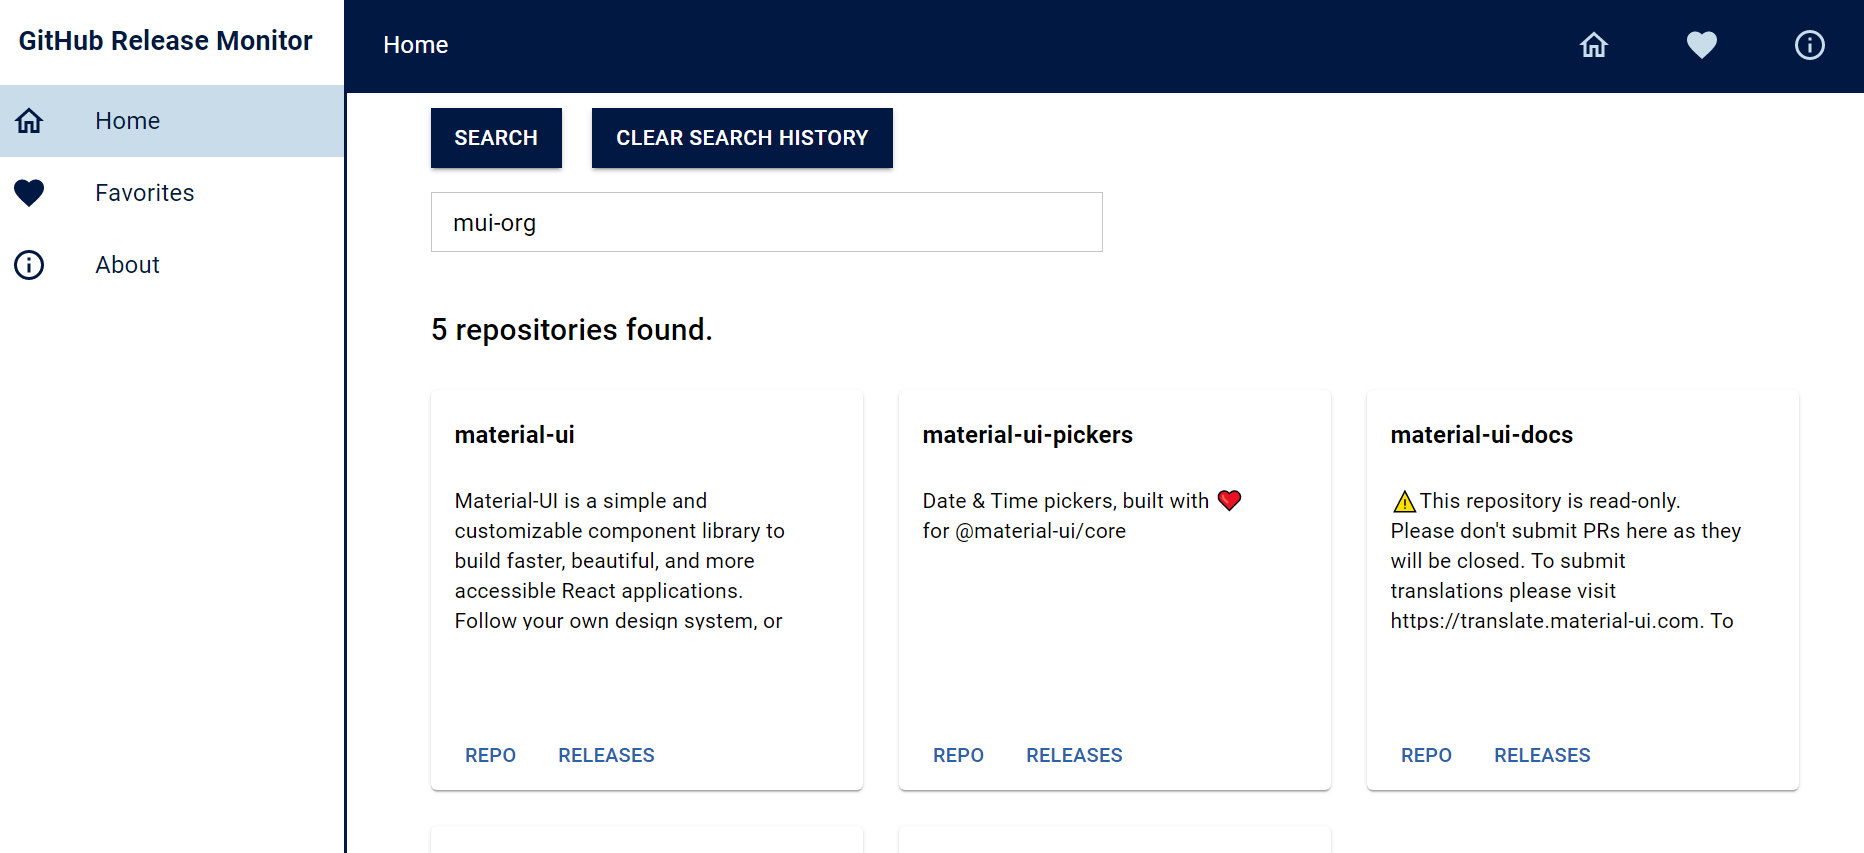 GitHub Release Monitor
Home
Favorites
About
Home
SEARCH
CLEAR SEARCH HISTORY
mui-org
5 repositories found.
material-ui
Material-UI is a simple and
customizable component library to
build faster, beautiful, and more
accessible React applications.
Follow your own design system, or
REPO
RELEASES
material-ui-pickers
Date & Time pickers, built with ❤️
for @material-ui/core
REPO
RELEASES
material-ui-docs
⚠️This repository is read-only.
Please don't submit PRs here as they
will be closed. To submit
translations please visit
https://translate.material-ui.com. To
REPO
RELEASES